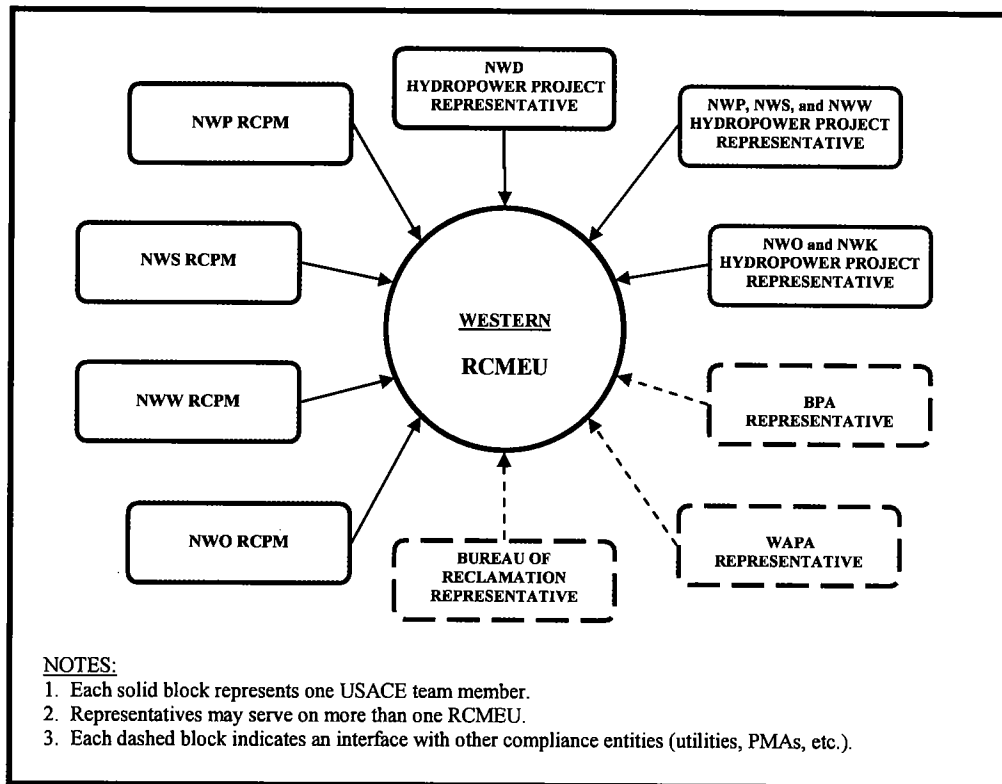 NWD
HYDROPOWER PROJECT
REPRESENTATIVE
NWP RCPM
NWP, NWS, and NWW
HYDROPOWER PROJECT
REPRESENTATIVE
NWS RCPM
NWO and NWK
HYDROPOWER PROJECT
REPRESENTATIVE
WESTERN
RCMEU
NWW RCPM
BPA
REPRESENTATIVE
NWO RCPM
WAPA
REPRESENTATIVE
BUREAU OF
RECLAMATION
REPRESENTATIVE
NOTES:
1. Each solid block represents one USACE team member.
2. Representatives may serve on more than one RCMEU.
3. Each dashed block indicates an interface with other compliance entities (utilities, PMAs, etc.).